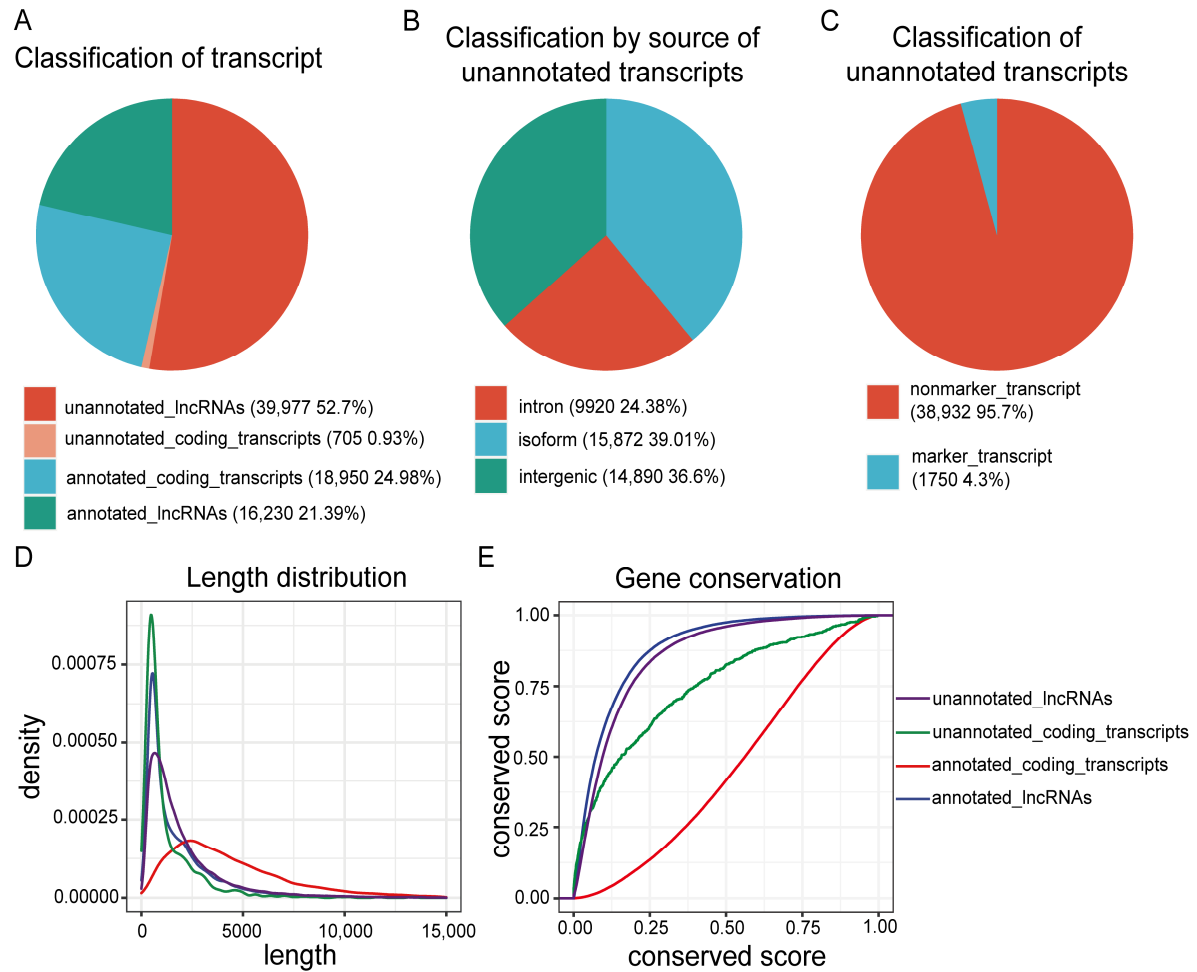 A
Classification of transcript
unannotated_lncRNAs (39,977 52.7%)
unannotated_coding_transcripts (705 0.93%)
annotated_coding_transcripts (18,950 24.98%)
annotated_lncRNAs (16,230 21.39%)
B
Classification by source of
unannotated transcripts
intron (9920 24.38%)
isoform (15,872 39.01%)
intergenic (14,890 36.6%)
C
Classification of
unannotated transcripts
nonmarker_transcript
(38,932 95.7%)
marker_transcript
(1750 4.3%)
D
Length distribution
density
0.00075
0.00050
0.00025
0.00000
0
5000
10,000
15,000
length
E
Gene conservation
conserved score
1.00
0.75
0.50
0.25
0.00
0.00
0.25
0.50
0.75
1.00
conserved score
unannotated_lncRNAs
unannotated_coding_transcripts
annotated_coding_transcripts
annotated_lncRNAs